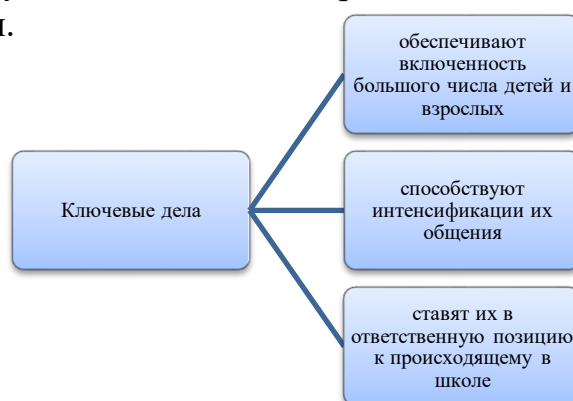 обеспечивают
включенность
большого числа детей и
взрослых
Ключевые дела
способствуют
интенсификации их
общения
ставят их в
ответственную позицию
к происходящему в
школе